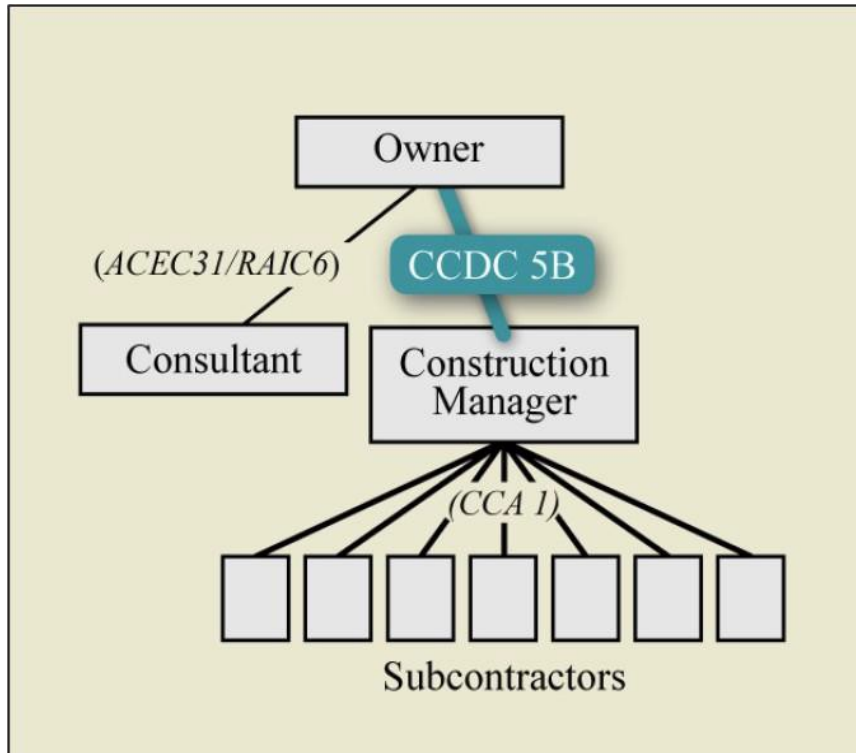 Owner
(ACEC31/RAIC6)
CCDC 5B
Consultant
Construction
Manager
(CCA 1)
Subcontractors